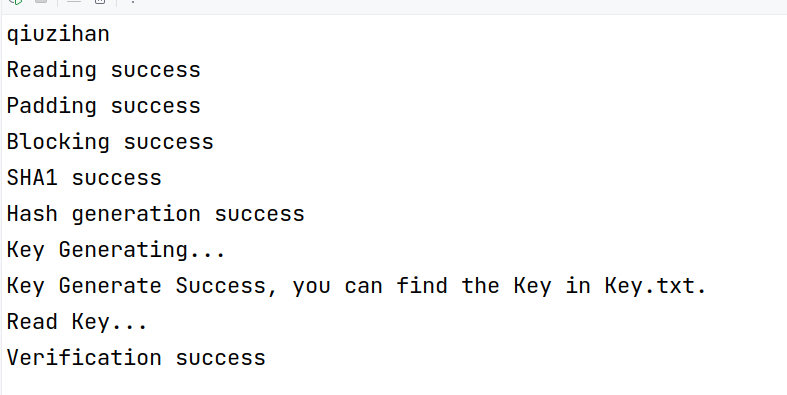 qiuzihan
Reading success
Padding success
Blocking success
SHA1 success
Hash generation success
Key Generating...
Key Generate Success, you can find the Key in Key.txt.
Read Key...
Verification success